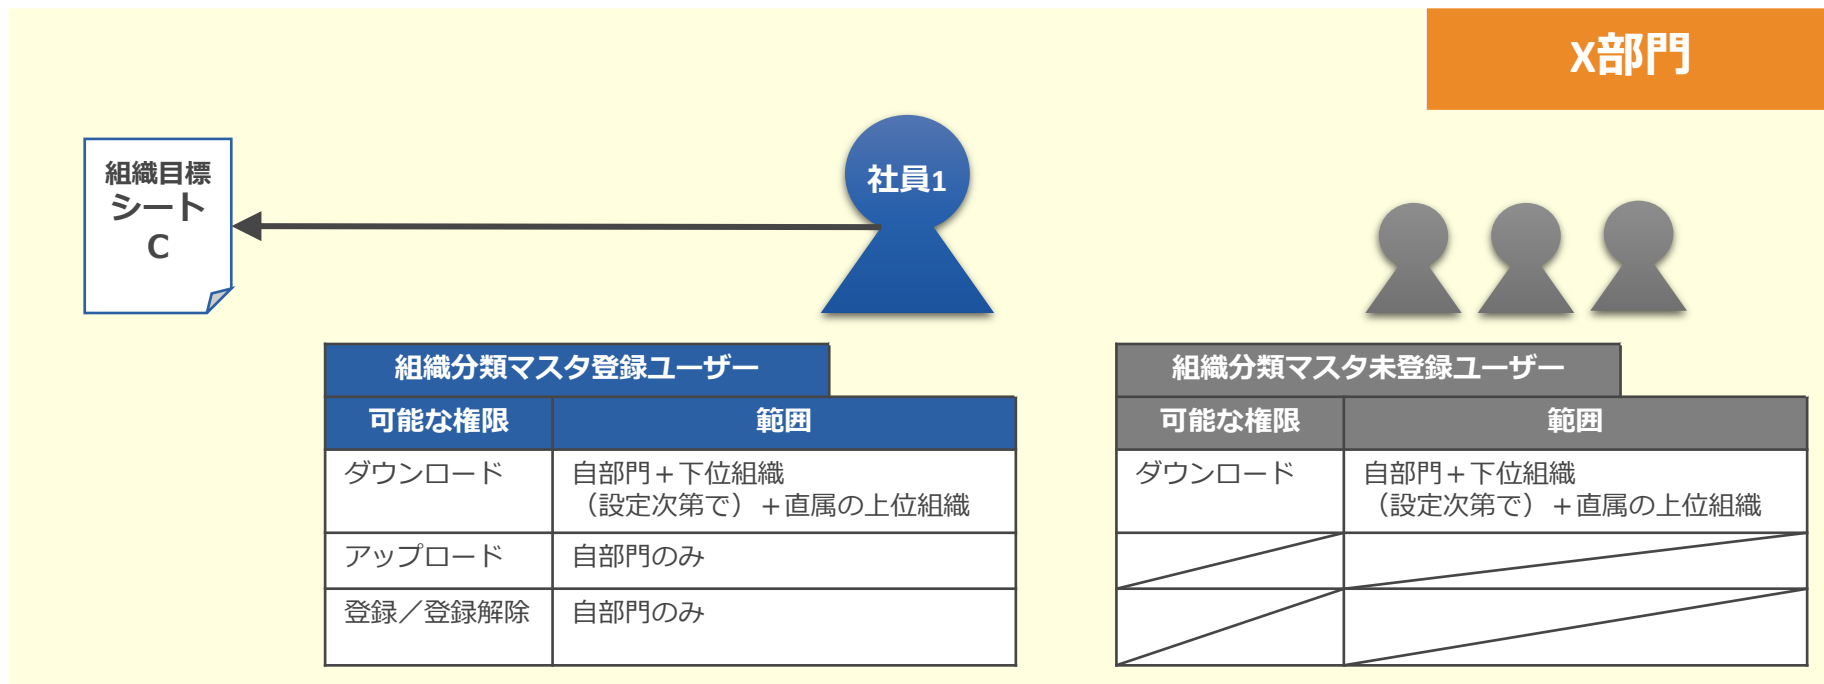 X部門
組織目標
シート
C
社員1
組織分類マスタ登録ユーザー
可能な権限
範囲
ダウンロード
自部門＋下位組織
（設定次第で）＋直属の上位組織
アップロード
自部門のみ
登録／登録解除
自部門のみ
組織分類マスタ未登録ユーザー
可能な権限
範囲
ダウンロード
自部門＋下位組織
（設定次第で）＋直属の上位組織